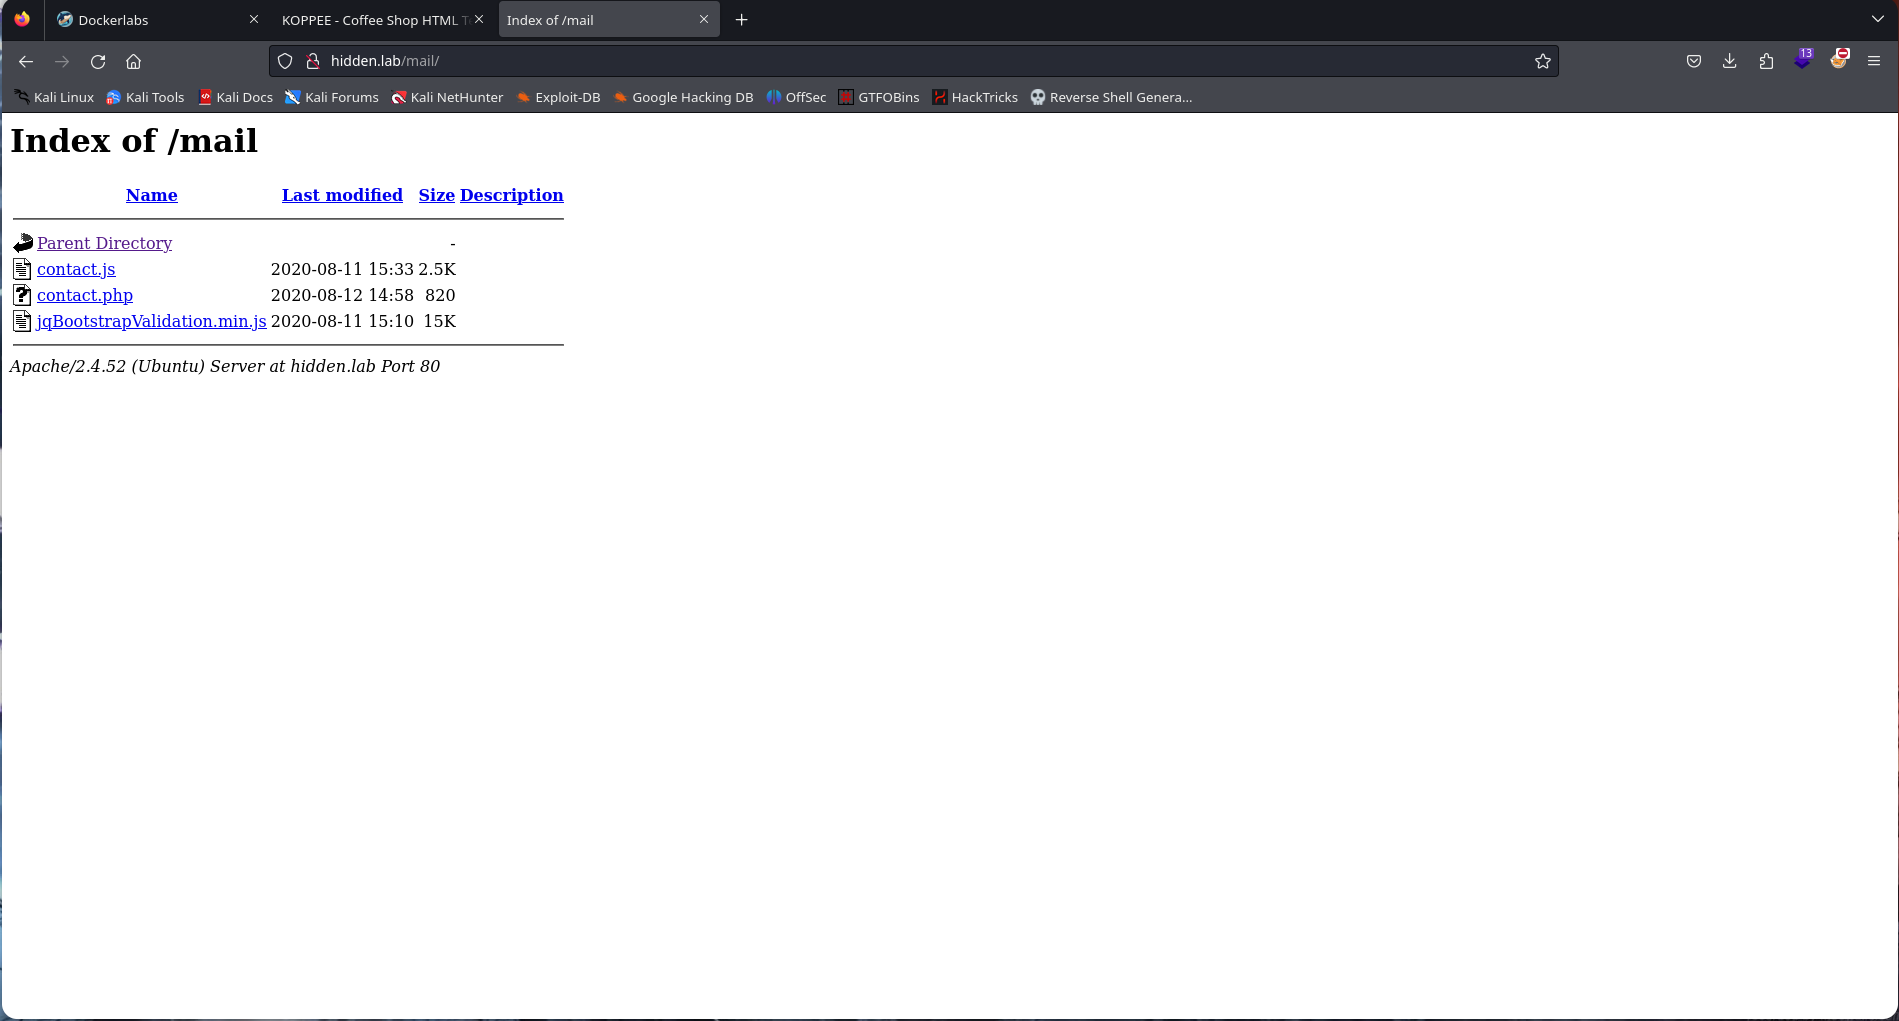 Dockerlabs
KOPPEE - Coffee Shop HTML
Index of /mail
hidden.lab/mail/
13
Kali Linux Kali Tools Kali Docs Kali Forums Kali NetHunter Exploit-DB Google Hacking DB OffSec GTFOBins HackTricks Reverse Shell Genera...
Index of /mail
Name Last modified Size Description
Parent Directory -
contact.js 2020-08-11 15:33 2.5K
contact.php 2020-08-12 14:58 820
jqBootstrapValidation.min.js 2020-08-11 15:10 15K
Apache/2.4.52 (Ubuntu) Server at hidden.lab Port 80